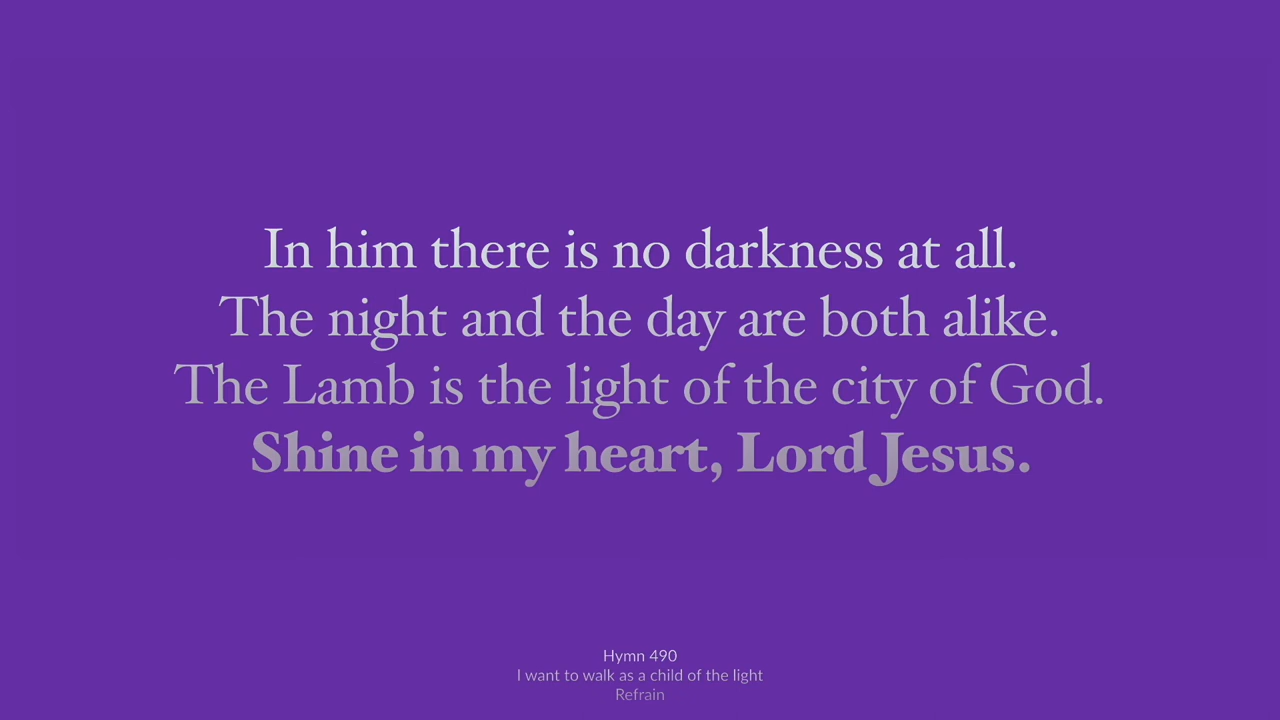 In him there is no darkness at all.
The night and the day are both alike.
The Lamb is the light of the city of God.
Shine in my heart, Lord Jesus.
Hymn 490
I want to walk as a child of the light
Refrain